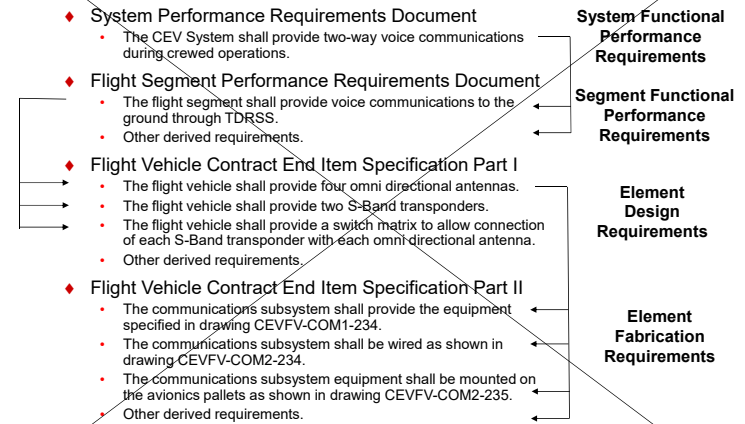 System Performance Requirements Document
The CEV System shall provide two-way voice communications
during crewed operations.
System Functional
Performance
Requirements
Flight Segment Performance Requirements Document
The flight segment shall provide voice communications to the
ground through TDRSS.
Other derived requirements.
Segment Functional
Performance
Requirements
Flight Vehicle Contract End Item Specification Part I
The flight vehicle shall provide four omni directional antennas.
The flight vehicle shall provide two S-Band transponders.
The flight vehicle shall provide a switch matrix to allow connection
of each S-Band transponder with each omni directional antenna.
Other derived requirements.
Element
Design
Requirements
Flight Vehicle Contract End Item Specification Part II
The communications subsystem shall provide the equipment
specified in drawing CEVFV-COM1-234.
The communications subsystem shall be wired as shown in
drawing CEVFV-COM2-234.
The communications subsystem equipment shall be mounted on
the avionics pallets as shown in drawing CEVFV-COM2-235.
Other derived requirements.
Element
Fabrication
Requirements